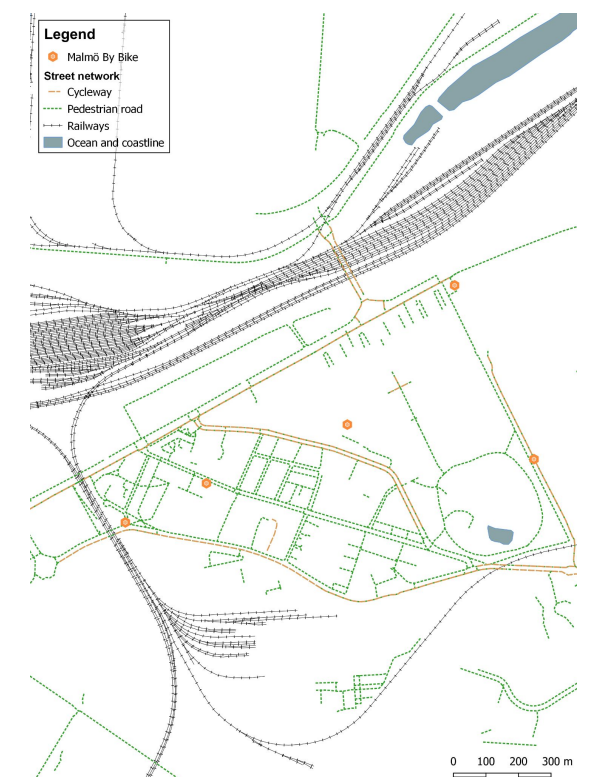 Legend
Malmö By Bike
Street network
Cycleway
Pedestrian road
Railways
Ocean and coastline
0 100 200 300 m